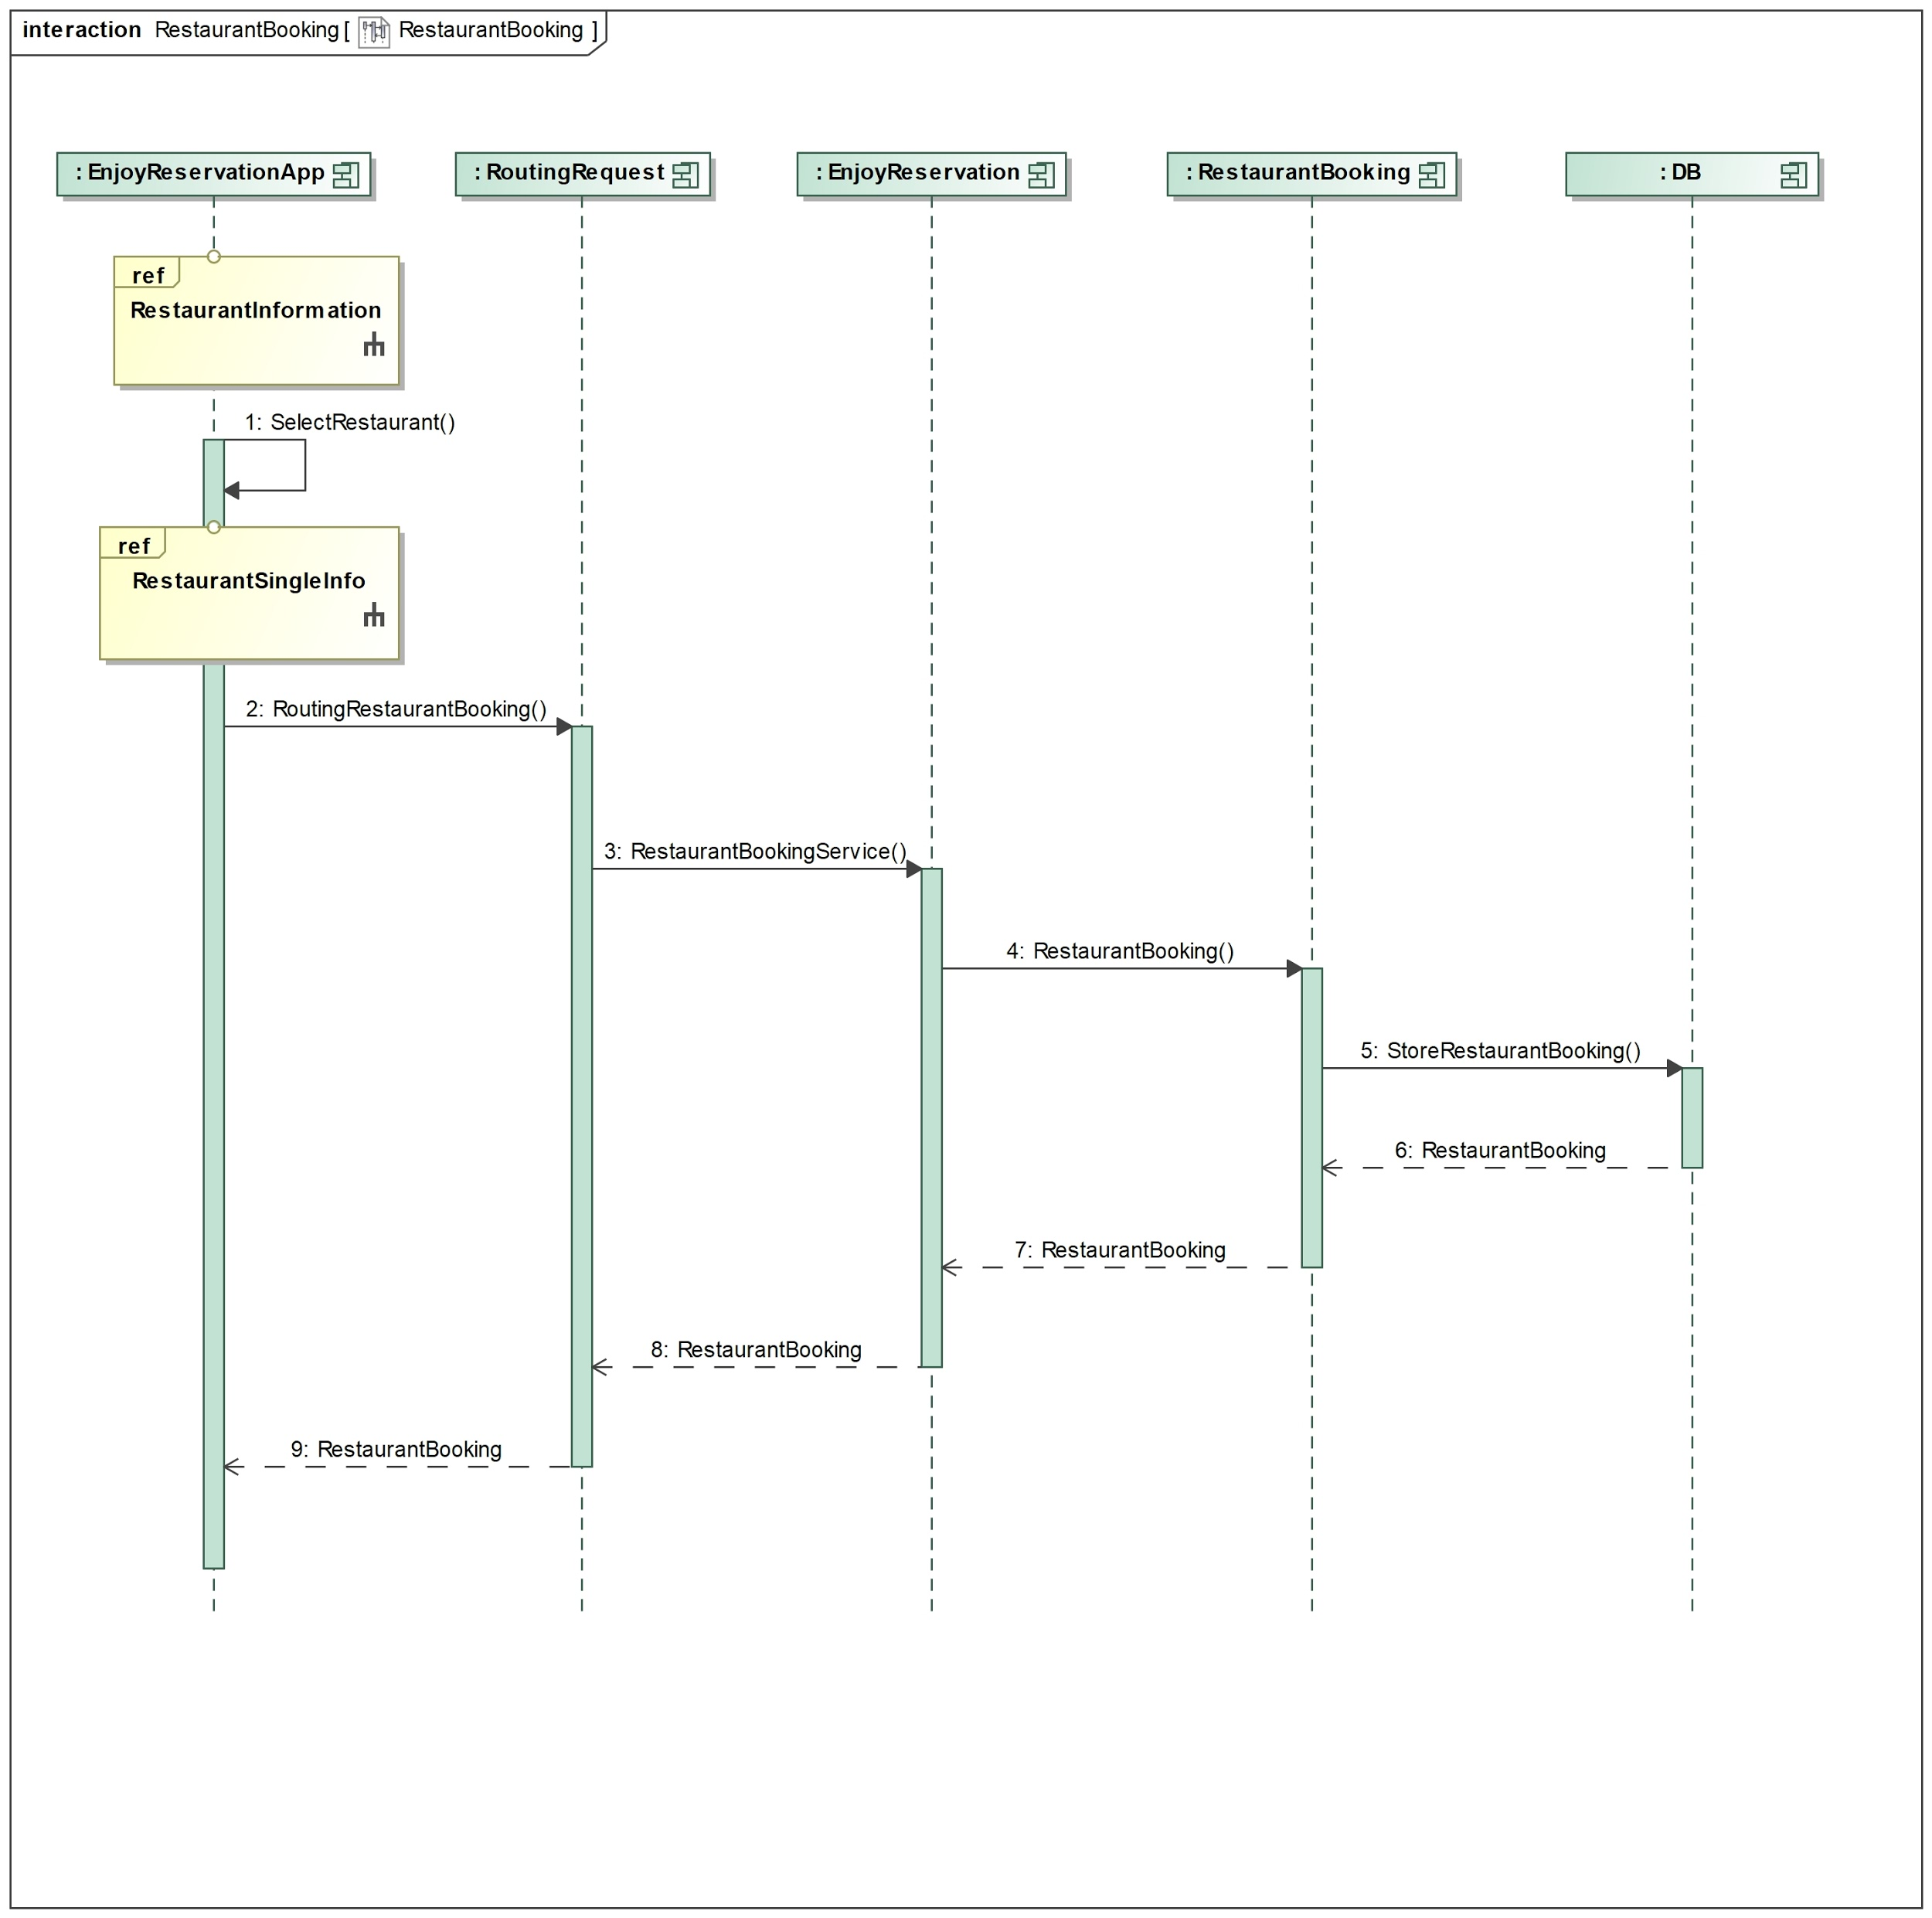 interaction RestaurantBooking [ RestaurantBooking ]
: EnjoyReservationApp
: RoutingRequest
: EnjoyReservation
: RestaurantBooking
: DB
ref
RestaurantInformation
1: SelectRestaurant()
ref
RestaurantSingleInfo
2: RoutingRestaurantBooking()
3: RestaurantBookingService()
4: RestaurantBooking()
5: StoreRestaurantBooking()
6: RestaurantBooking
7: RestaurantBooking
8: RestaurantBooking
9: RestaurantBooking